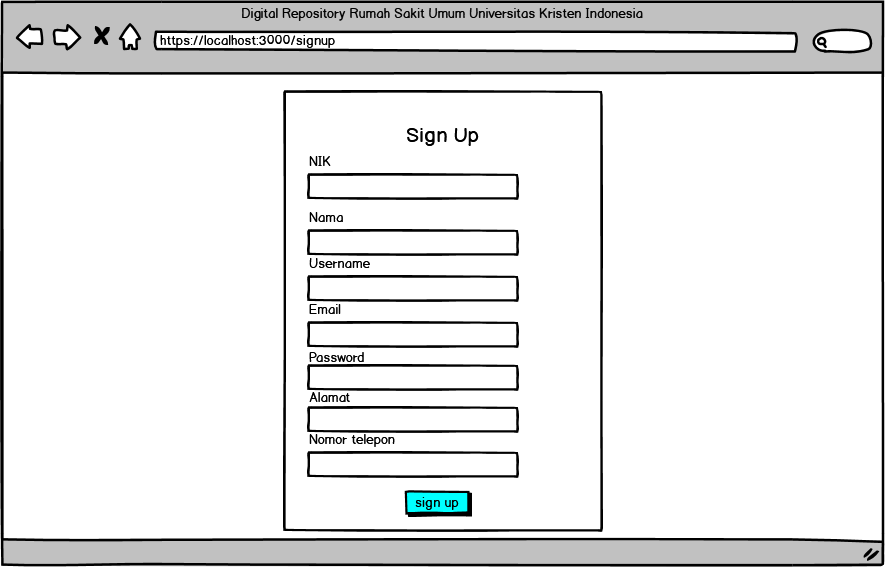 Digital Repository Rumah Sakit Umum Universitas Kristen Indonesia
https://localhost:3000/signup
Sign Up
NIK
Nama
Username
Email
Password
Alamat
Nomor telepon
sign up